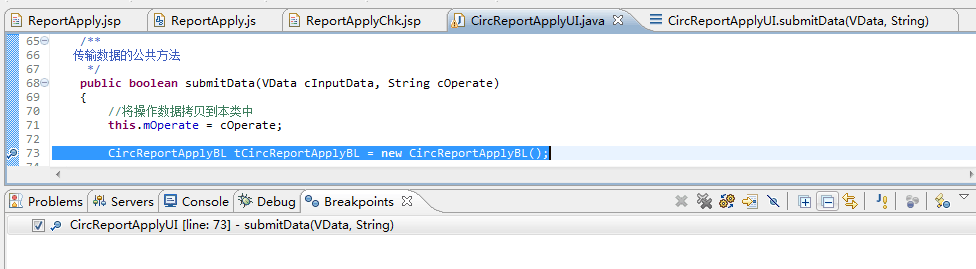 ReportApply.jsp ReportApply.js ReportApplyChk.jsp CircReportApplyUI.java CircReportApplyUI.submitData(VData, String)
65 /**
66 传输数据的公共方法
67 */
68 public boolean submitData(VData cInputData, String cOperate)
69 {
70 //将操作数据拷贝到本类中
71 this.mOperate = cOperate;
72
73 CircReportApplyBL tCircReportApplyBL = new CircReportApplyBL();
Problems Servers Console Debug Breakpoints
CircReportApplyUI [line: 73] - submitData(VData, String)